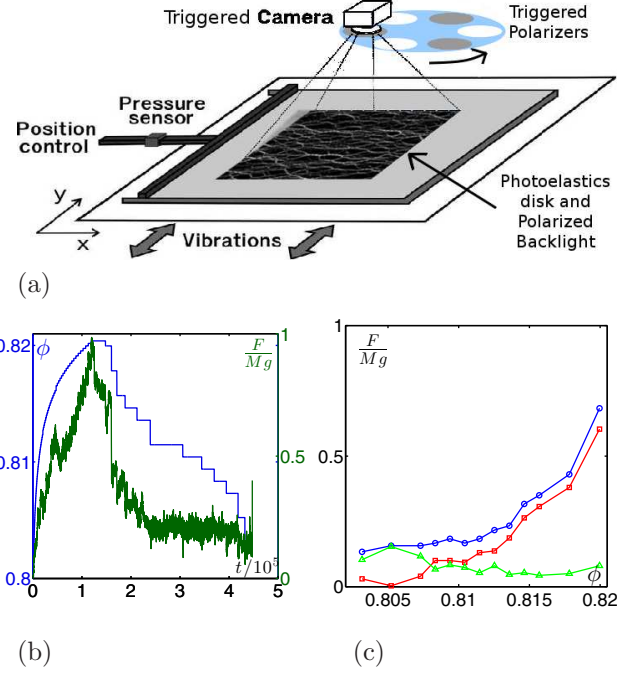 Triggered Camera
Triggered
Polarizers
Pressure
sensor
Position
control
y
x
Vibrations
Photoelastics
disk and
Polarized
Backlight
(a)
0.82
ϕ
F/Mg
1
0.81
0.5
0.8
t/10⁵
0
0 1 2 3 4 5
1
F/Mg
0.5
0
ϕ
0.805 0.81 0.815 0.82
(b) (c)